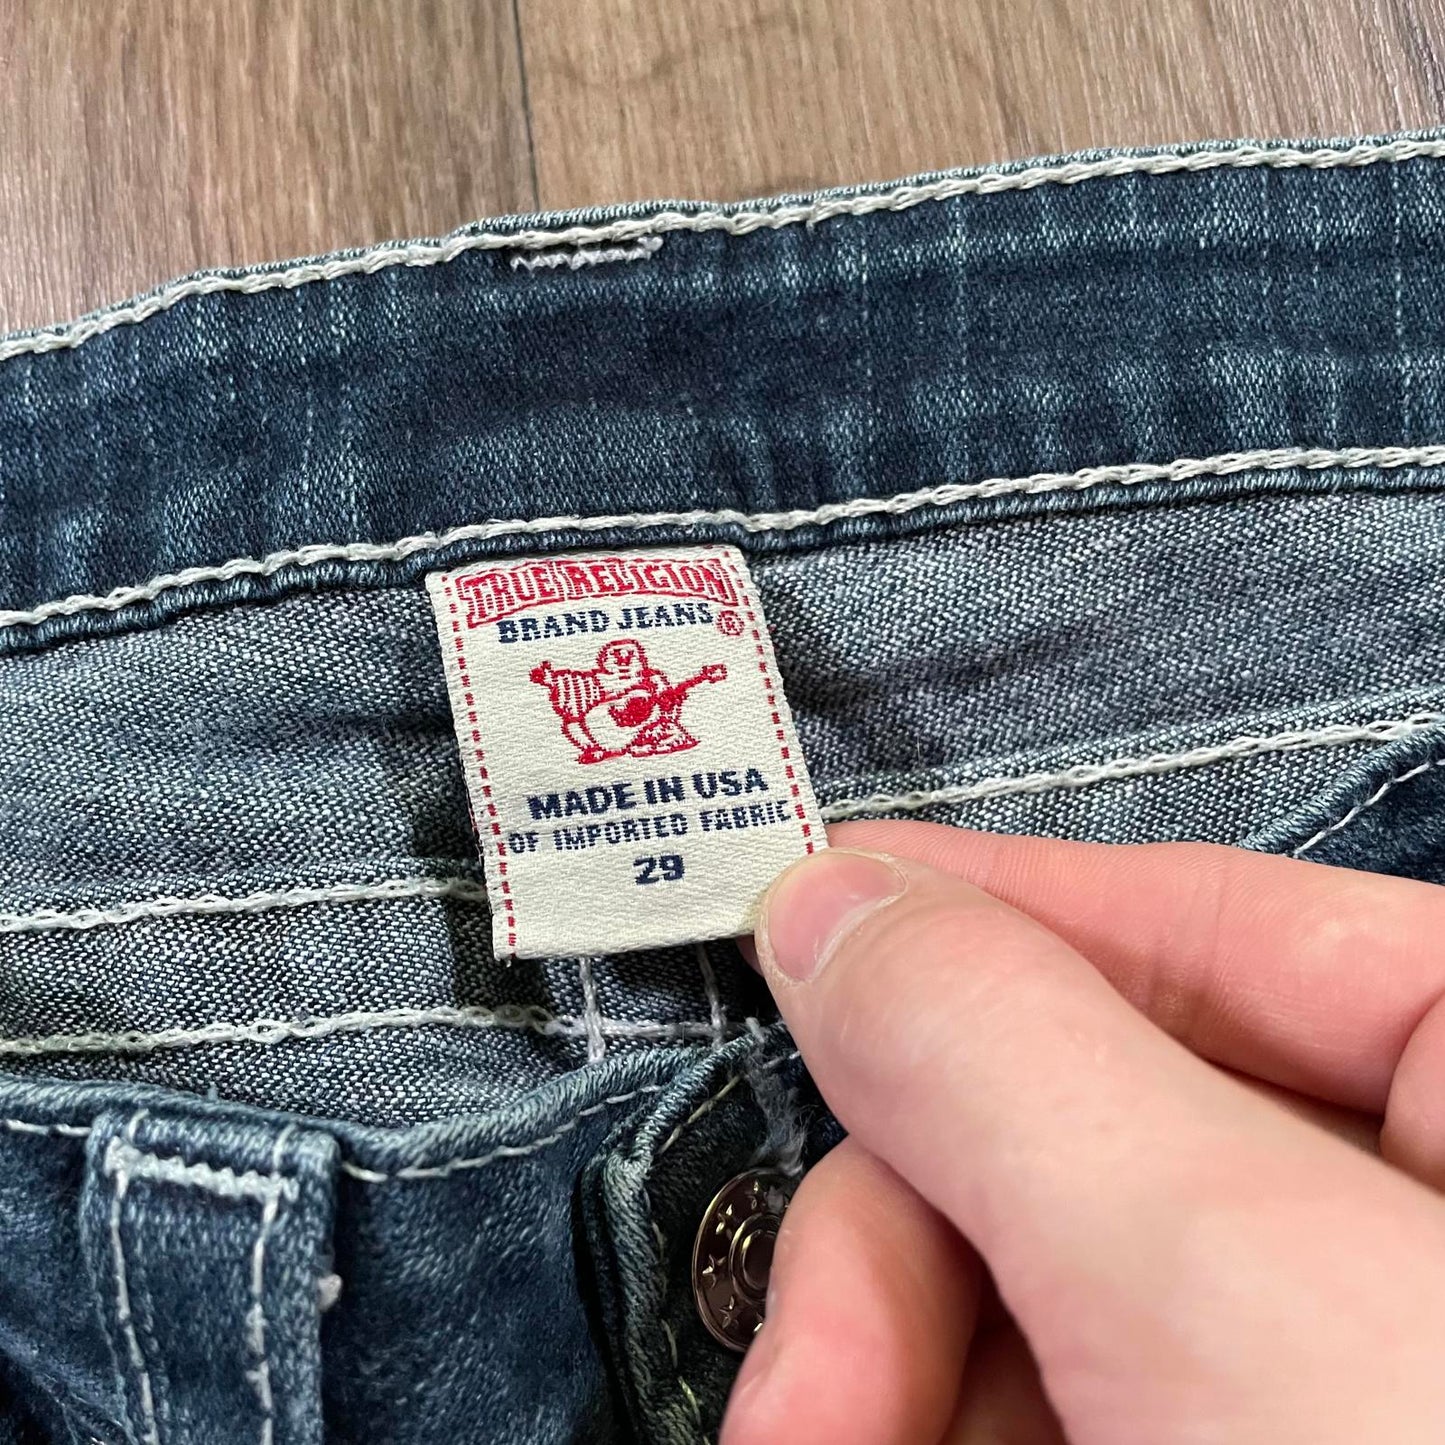 TRUE RELIGION
BRAND JEANS ®
MADE IN USA
OF IMPORTED FABRIC
29